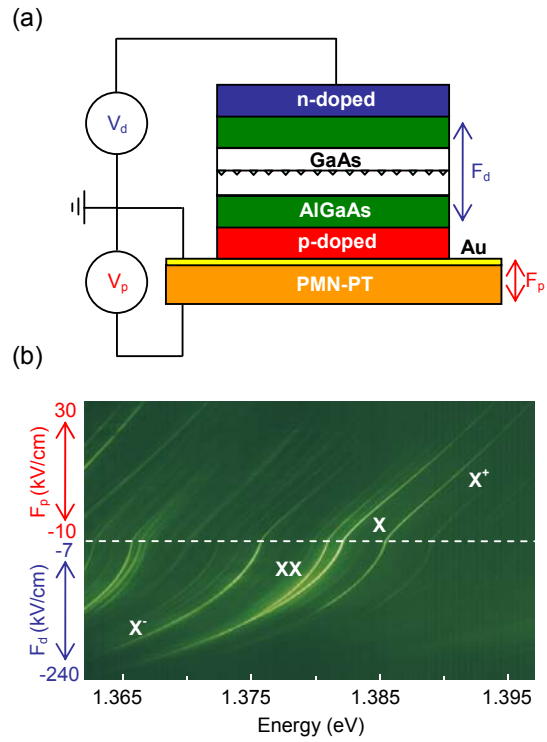 (a)
n-doped
V_d
GaAs
F_d
AlGaAs
p-doped
Au
V_p
PMN-PT
F_p
(b)
30
F_p (kV/cm)
-10
-7
F_d (kV/cm)
-240
X⁺
X
XX
X⁻
1.365 1.375 1.385 1.395
Energy (eV)